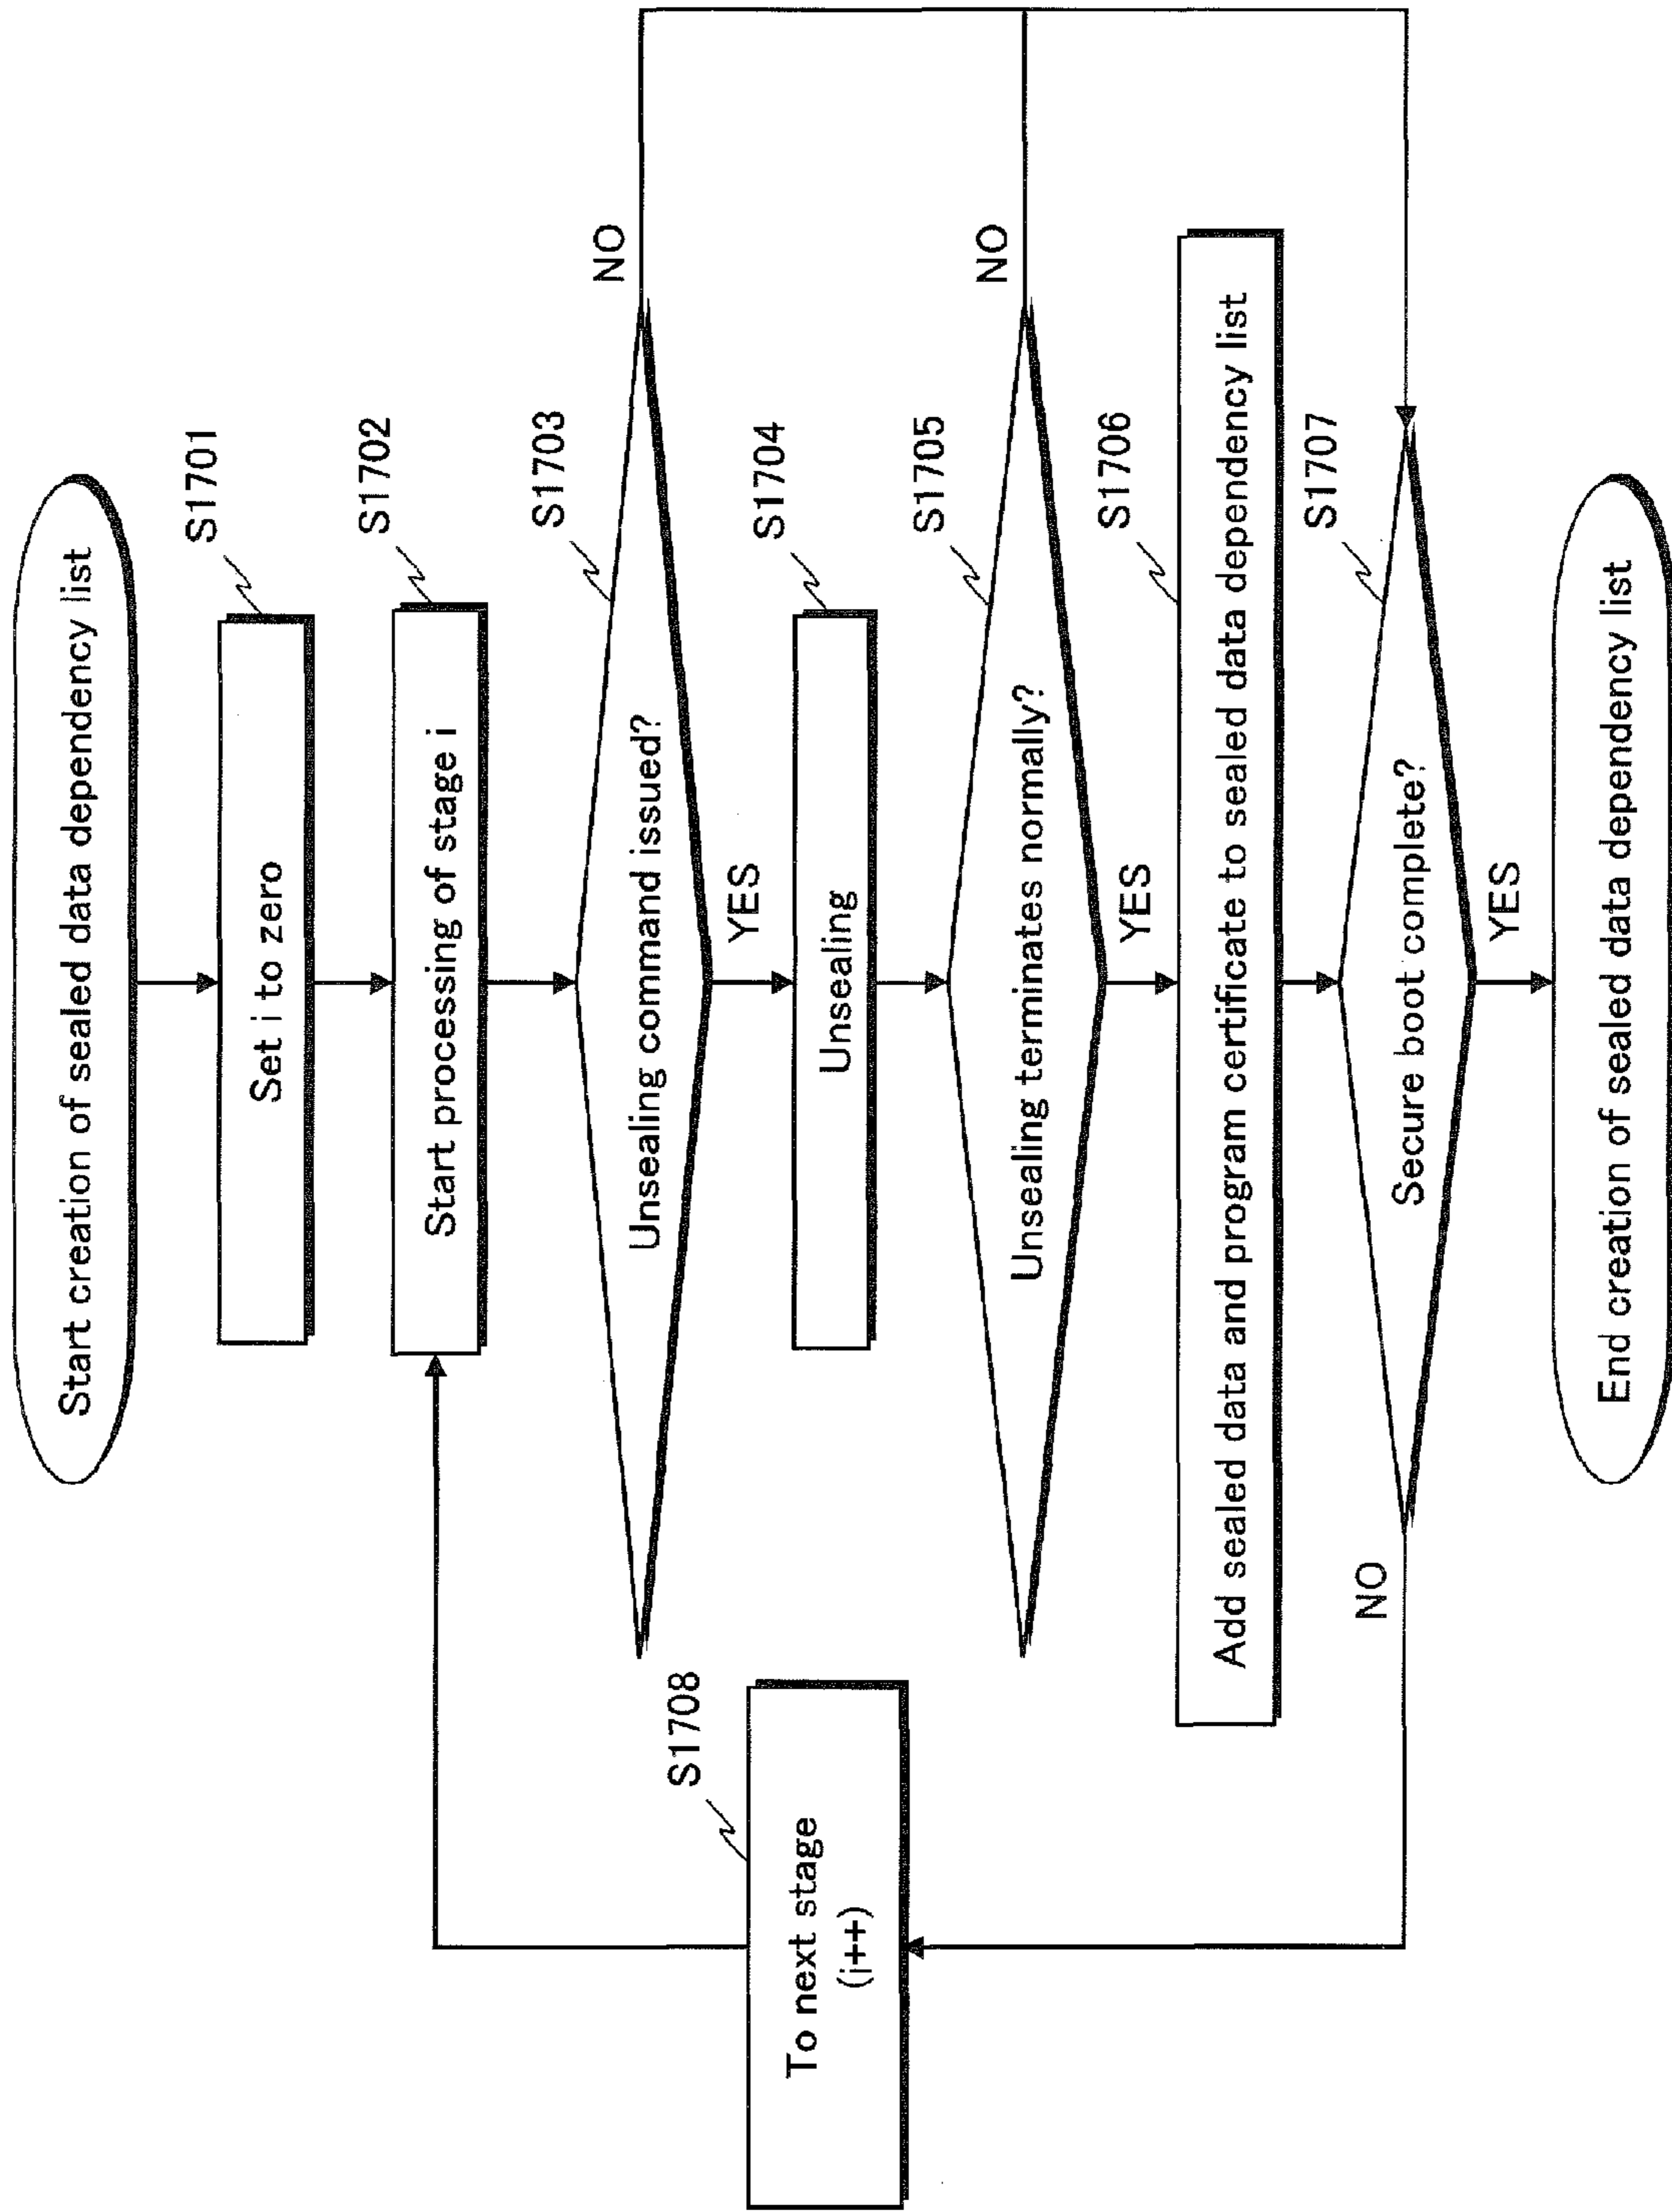 Start creation of sealed data dependency list
S1701
Set i to zero
S1702
Start processing of stage i
S1703
Unsealing command issued?
NO
YES
S1704
Unsealing
S1705
Unsealing terminates normally?
NO
YES
S1706
Add sealed data and program certificate to sealed data dependency list
S1707
Secure boot complete?
NO
YES
S1708
To next stage
(i++)
End creation of sealed data dependency list